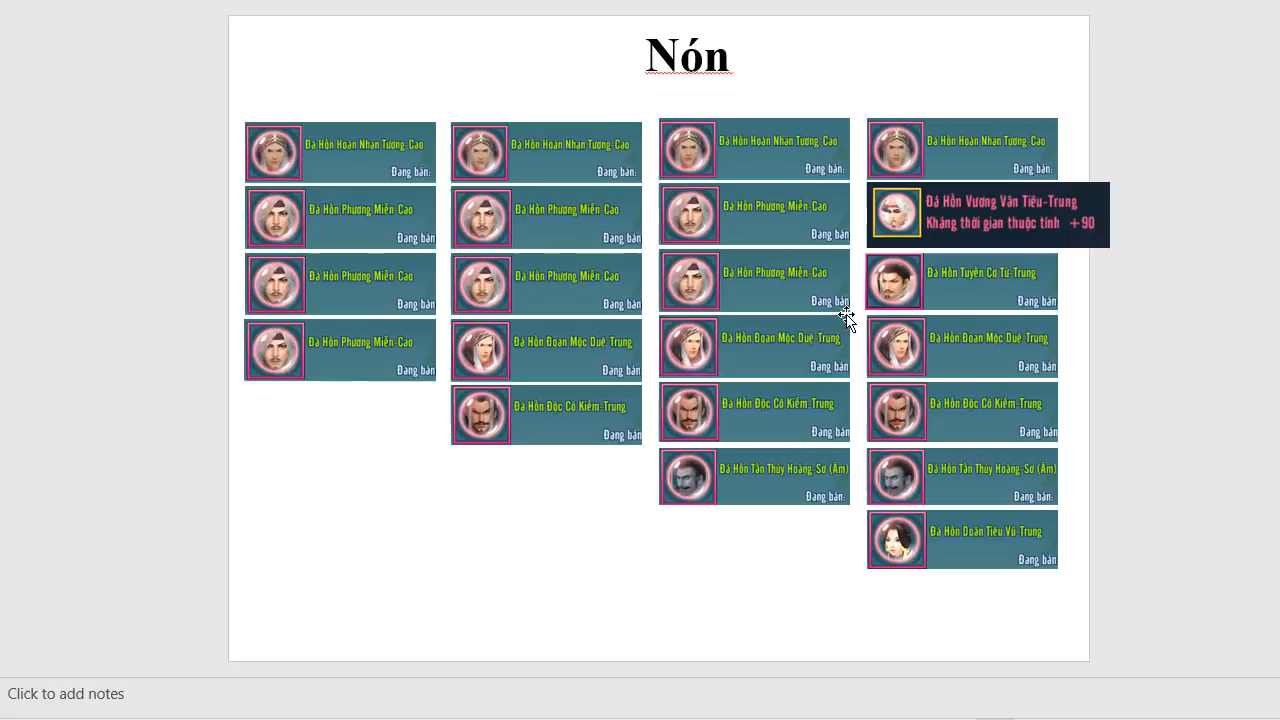 Nón
Đá Hồn Hoàn Nhan Tương-Cao
Đang bán:
Đá Hồn Phương Miễn-Cao
Đang bán
Đá Hồn Phương Miễn-Cao
Đang bán
Đá Hồn Phương Miễn-Cao
Đang bán
Đá Hồn Hoàn Nhan Tương-Cao
Đang bán:
Đá Hồn Phương Miễn-Cao
Đang bán
Đá Hồn Phương Miễn-Cao
Đang bán
Đá Hồn Đoan Mộc Duệ-Trung
Đang bán
Đá Hồn Độc Cô Kiếm-Trung
Đang bán
Đá Hồn Hoàn Nhan Tương-Cao
Đang bán:
Đá Hồn Phương Miễn-Cao
Đang bán
Đá Hồn Phương Miễn-Cao
Đang bán
Đá Hồn Đoan Mộc Duệ-Trung
Đang bán
Đá Hồn Độc Cô Kiếm-Trung
Đang bán
Đá Hồn Tần Thủy Hoàng-Sơ (Âm)
Đang bán:
Đá Hồn Hoàn Nhan Tương-Cao
Đang bán:
Đá Hồn Vương Văn Tiêu-Trung
Kháng thời gian thuộc tính +90
Đá Hồn Tuyền Cơ Tử-Trung
Đang bán
Đá Hồn Đoan Mộc Duệ-Trung
Đang bán
Đá Hồn Độc Cô Kiếm-Trung
Đang bán
Đá Hồn Tần Thủy Hoàng-Sơ (Âm)
Đang bán:
Đá Hồn Doãn Tiêu Vũ-Trung
Đang bán
Click to add notes